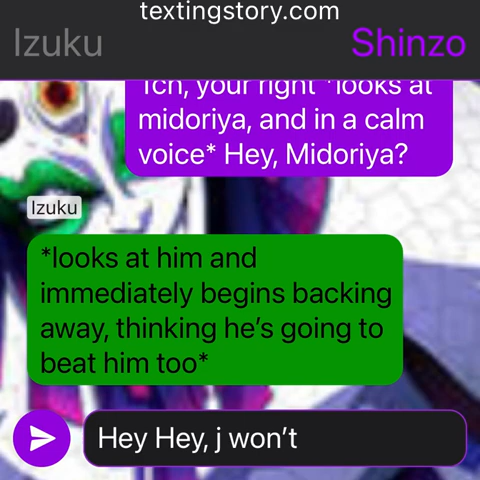 textingstory.com
Izuku Shinzo
Tch, your right *looks at
midoriya, and in a calm
voice* Hey, Midoriya?
Izuku
*looks at him and
immediately begins backing
away, thinking he’s going to
beat him too*
Hey Hey, j won’t